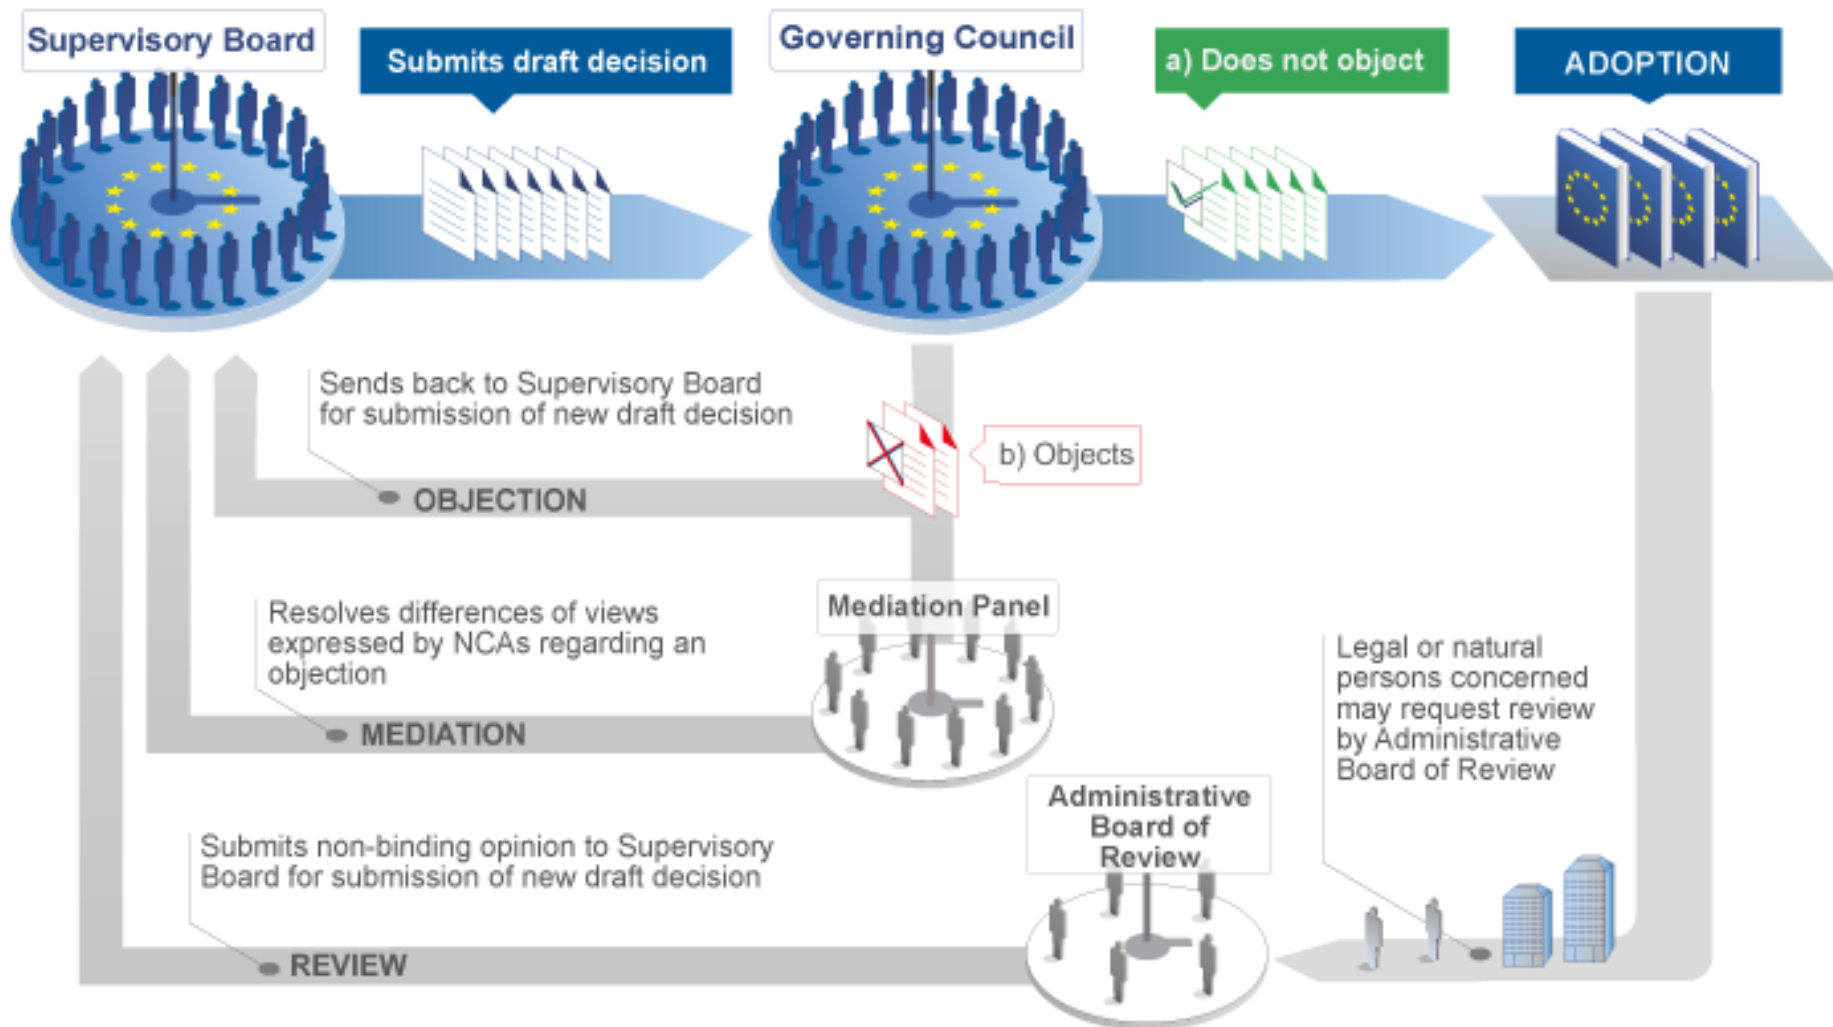 Supervisory Board
Submits draft decision
Governing Council
a) Does not object
ADOPTION
Sends back to Supervisory Board
for submission of new draft decision
b) Objects
OBJECTION
Mediation Panel
Resolves differences of views
expressed by NCAs regarding an
objection
MEDIATION
Legal or natural
persons concerned
may request review
by Administrative
Board of Review
Administrative
Board of
Review
Submits non-binding opinion to Supervisory
Board for submission of new draft decision
REVIEW